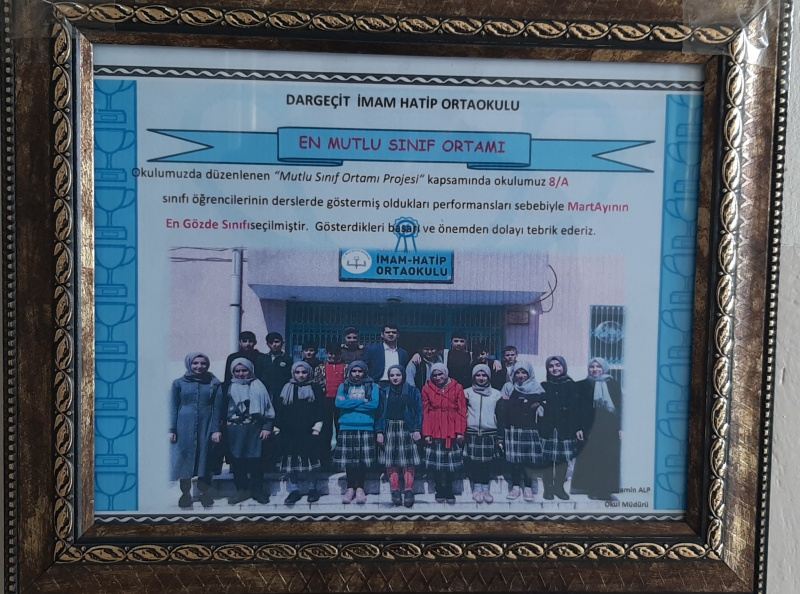 DARGEÇİT İMAM HATİP ORTAOKULU
EN MUTLU SINIF ORTAMI
Okulumuzda düzenlenen "Mutlu Sınıf Ortamı Projesi" kapsamında okulumuz 8/A
sınıfı öğrencilerinin derslerde göstermiş oldukları performansları sebebiyle MartAyının
En Gözde Sınıfıseçilmiştir. Gösterdikleri başarı ve önemden dolayı tebrik ederiz.
İMAM-HATİP
ORTAOKULU
ALP
Okul Müdürü